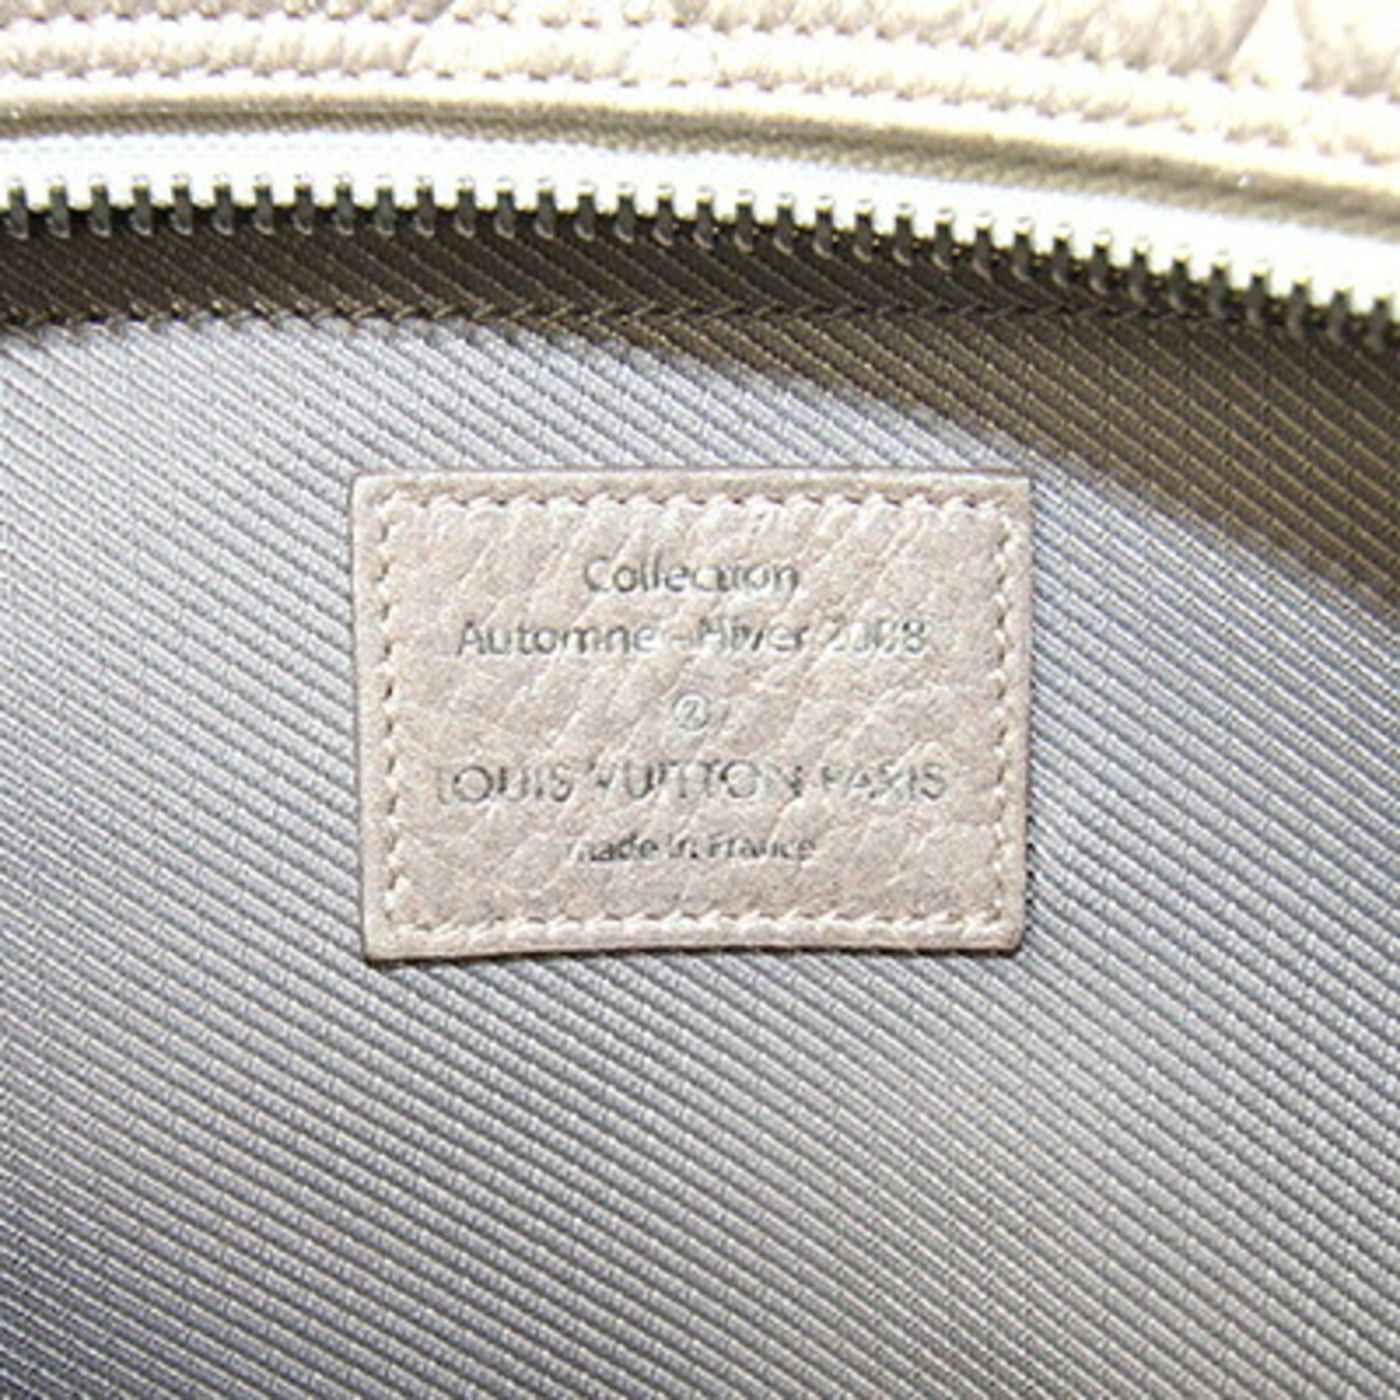 Collection
Automne - Hiver 2008
®
LOUIS VUITTON PARIS
made in France